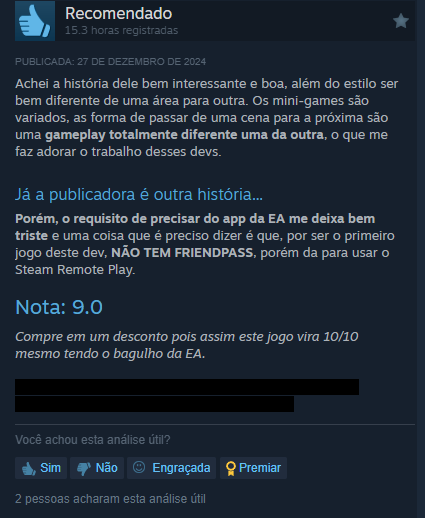 Recomendado
15.3 horas registradas
PUBLICADA: 27 DE DEZEMBRO DE 2024
Achei a história dele bem interessante e boa, além do estilo ser
bem diferente de uma área para outra. Os mini-games são
variados, as forma de passar de uma cena para a próxima são
uma gameplay totalmente diferente uma da outra, o que me
faz adorar o trabalho desses devs.
Já a publicadora é outra história...
Porém, o requisito de precisar do app da EA me deixa bem
triste e uma coisa que é preciso dizer é que, por ser o primeiro
jogo deste dev, NÃO TEM FRIENDPASS, porém da para usar o
Steam Remote Play.
Nota: 9.0
Compre em um desconto pois assim este jogo vira 10/10
mesmo tendo o bagulho da EA.
Você achou esta análise útil?
Sim Não Engraçada Premiar
2 pessoas acharam esta análise útil